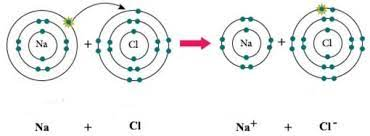 Na + Cl Na + Cl
Na + Cl Na⁺ + Cl⁻